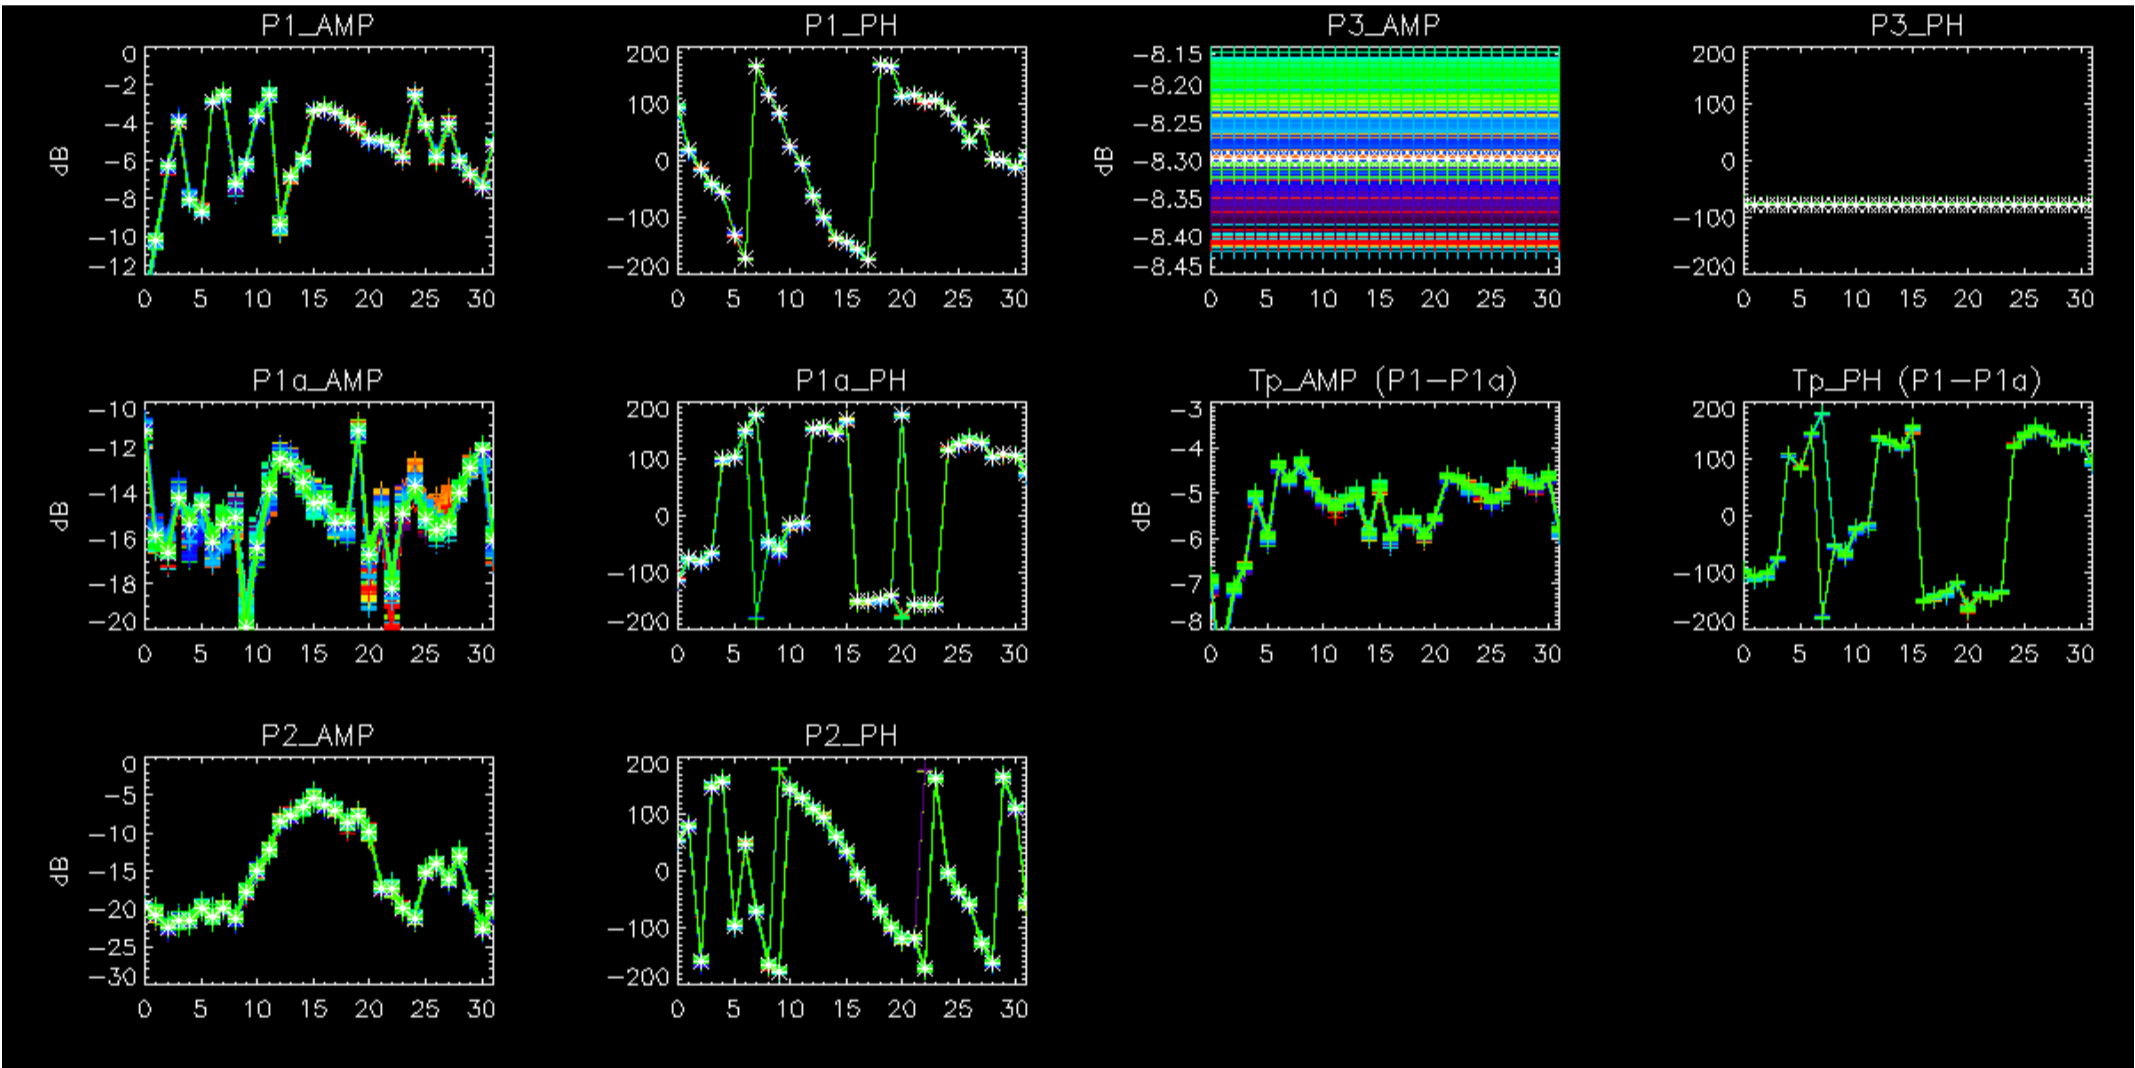 P1_AMP P1_PH P3_AMP P3_PH
0 200 -8.15 200
-2 100 -8.20 100
-4 0 -8.25 0
-6 -100 -8.30 -100
-8 -200 -8.35 -200
-10 -8.40
-12 -8.45
dB dB
0 5 10 15 20 25 30 0 5 10 15 20 25 30 0 5 10 15 20 25 30 0 5 10 15 20 25 30
P1a_AMP P1a_PH Tp_AMP (P1-P1a) Tp_PH (P1-P1a)
-10 200 -3 200
-12 100 -4 100
-14 0 -5 0
-16 -100 -6 -100
-18 -200 -7 -200
-20 -8
dB dB
0 5 10 15 20 25 30 0 5 10 15 20 25 30 0 5 10 15 20 25 30 0 5 10 15 20 25 30
P2_AMP P2_PH
0 200
-5 100
-10 0
-15 -100
-20 -200
-25
-30
dB
0 5 10 15 20 25 30 0 5 10 15 20 25 30